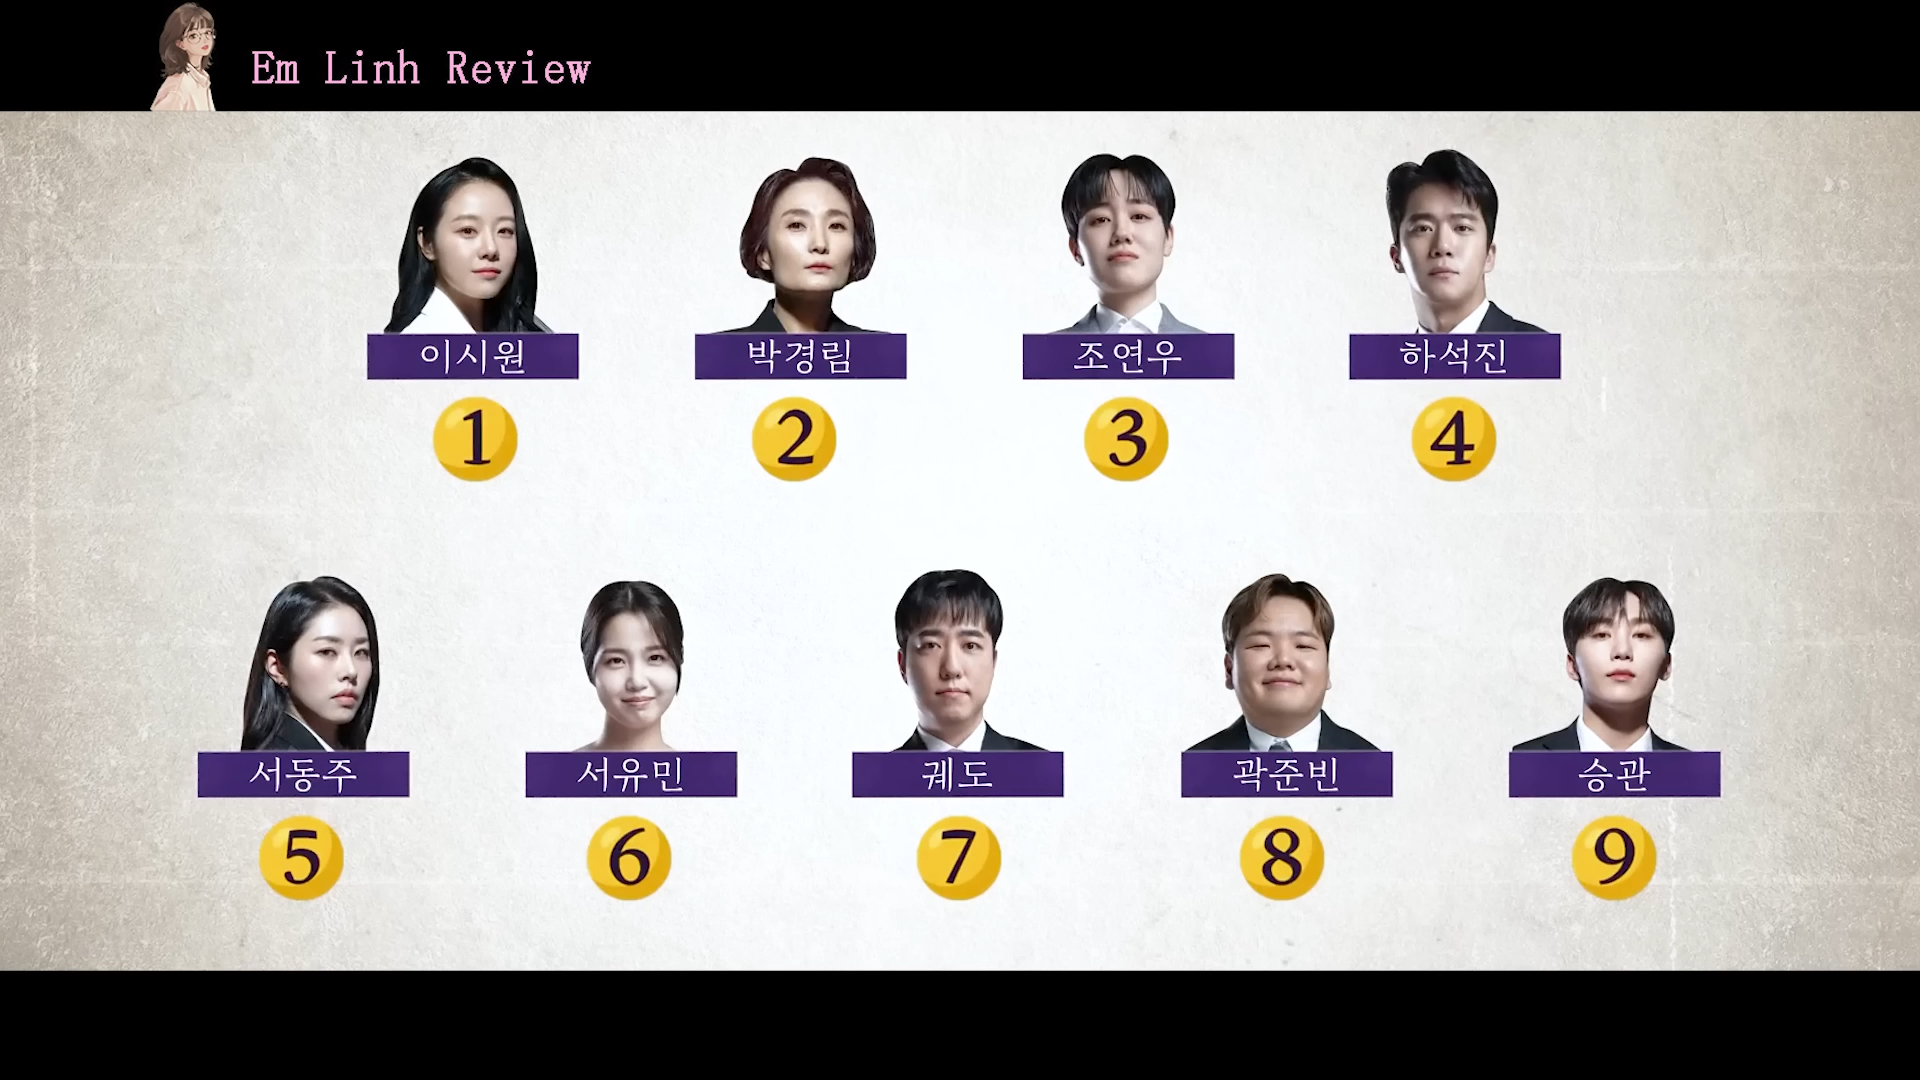 Em Linh Review
이시원 박경림 조연우 하석진
1 2 3 4
서동주 서유민 궤도 곽준빈 승관
5 6 7 8 9